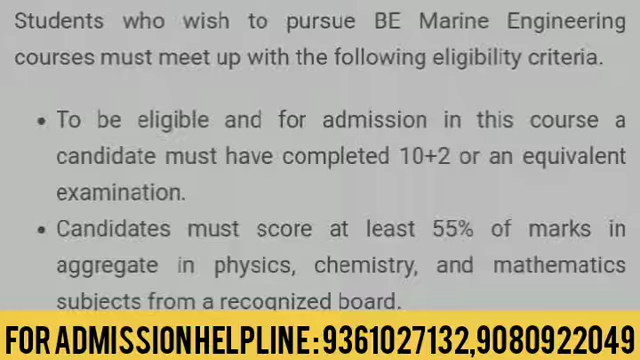 Students who wish to pursue BE Marine Engineering
courses must meet up with the following eligibility criteria.
• To be eligible and for admission in this course a
candidate must have completed 10+2 or an equivalent
examination.
• Candidates must score at least 55% of marks in
aggregate in physics, chemistry, and mathematics
subjects from a recognized board.
FOR ADMISSION HELPLINE : 9361027132,9080922049